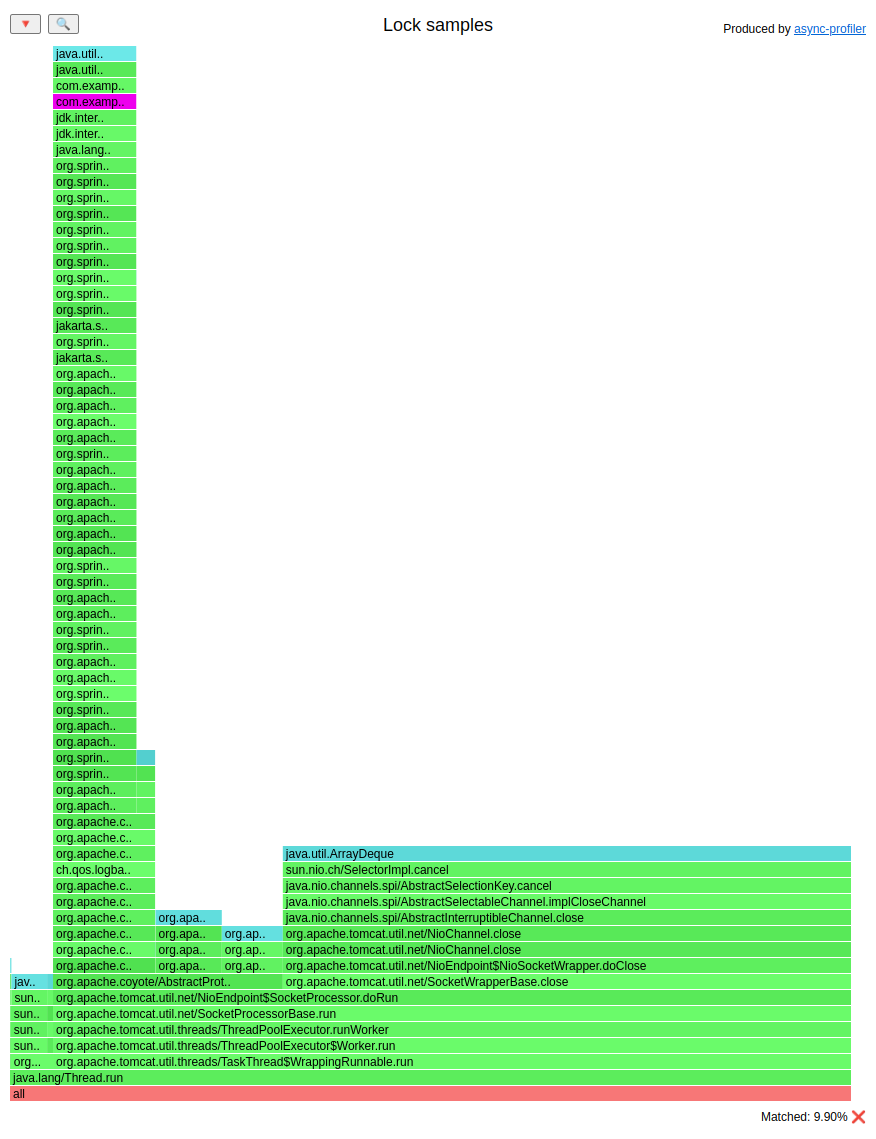 🔻 🔍 Lock samples Produced by async-profiler
java.util..
java.util..
com.examp..
com.examp..
jdk.inter..
jdk.inter..
java.lang..
org.sprin..
org.sprin..
org.sprin..
org.sprin..
org.sprin..
org.sprin..
org.sprin..
org.sprin..
org.sprin..
org.sprin..
jakarta.s..
org.sprin..
jakarta.s..
org.apach..
org.apach..
org.apach..
org.apach..
org.apach..
org.sprin..
org.apach..
org.apach..
org.apach..
org.apach..
org.apach..
org.apach..
org.sprin..
org.sprin..
org.apach..
org.apach..
org.sprin..
org.sprin..
org.apach..
org.apach..
org.sprin..
org.sprin..
org.apach..
org.apach..
org.sprin..
org.sprin..
org.apach..
org.apach..
org.apache.c..
org.apache.c..
org.apache.c.. java.util.ArrayDeque
ch.qos.logba.. sun.nio.ch/SelectorImpl.cancel
org.apache.c.. java.nio.channels.spi/AbstractSelectionKey.cancel
org.apache.c.. java.nio.channels.spi/AbstractSelectableChannel.implCloseChannel
org.apache.c.. org.apa.. java.nio.channels.spi/AbstractInterruptibleChannel.close
org.apache.c.. org.apa.. org.ap.. org.apache.tomcat.util.net/NioChannel.close
org.apache.c.. org.apa.. org.ap.. org.apache.tomcat.util.net/NioChannel.close
org.apache.c.. org.apa.. org.ap.. org.apache.tomcat.util.net/NioEndpoint$NioSocketWrapper.doClose
jav.. org.apache.coyote/AbstractProt.. org.apache.tomcat.util.net/SocketWrapperBase.close
sun.. org.apache.tomcat.util.net/NioEndpoint$SocketProcessor.doRun
sun.. org.apache.tomcat.util.net/SocketProcessorBase.run
sun.. org.apache.tomcat.util.threads/ThreadPoolExecutor.runWorker
sun.. org.apache.tomcat.util.threads/ThreadPoolExecutor$Worker.run
org... org.apache.tomcat.util.threads/TaskThread$WrappingRunnable.run
java.lang/Thread.run
all
Matched: 9.90% ❌